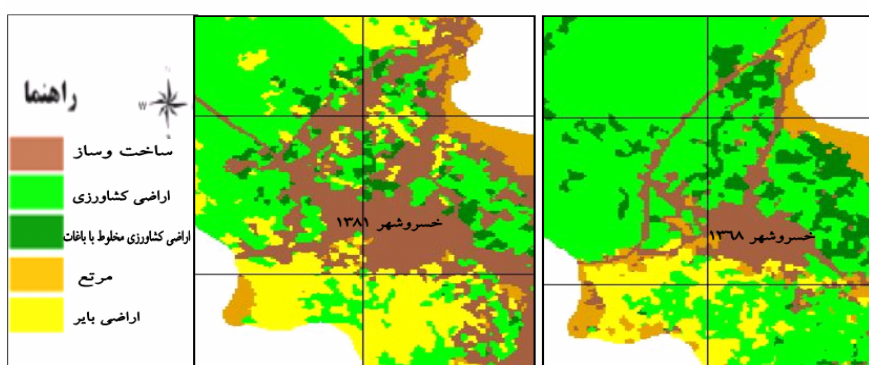 راهنما
W
ساخت وساز
اراضی کشاورزی
اراضی کشاورزی مخلوط با باغات
مرتع
اراضی بایر
خسروشهر ۱۳۸۱
خسروشهر ۱۳۶۸